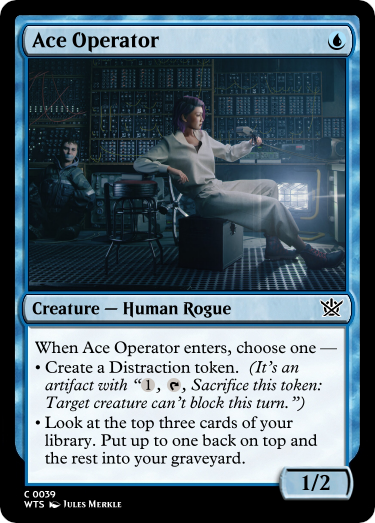 Ace Operator
Creature — Human Rogue
When Ace Operator enters, choose one —
• Create a Distraction token. (It's an
artifact with “1, , Sacrifice this token:
Target creature can't block this turn.”)
• Look at the top three cards of your
library. Put up to one back on top and
the rest into your graveyard.
1/2
C 0039
WTS Jules Merkle